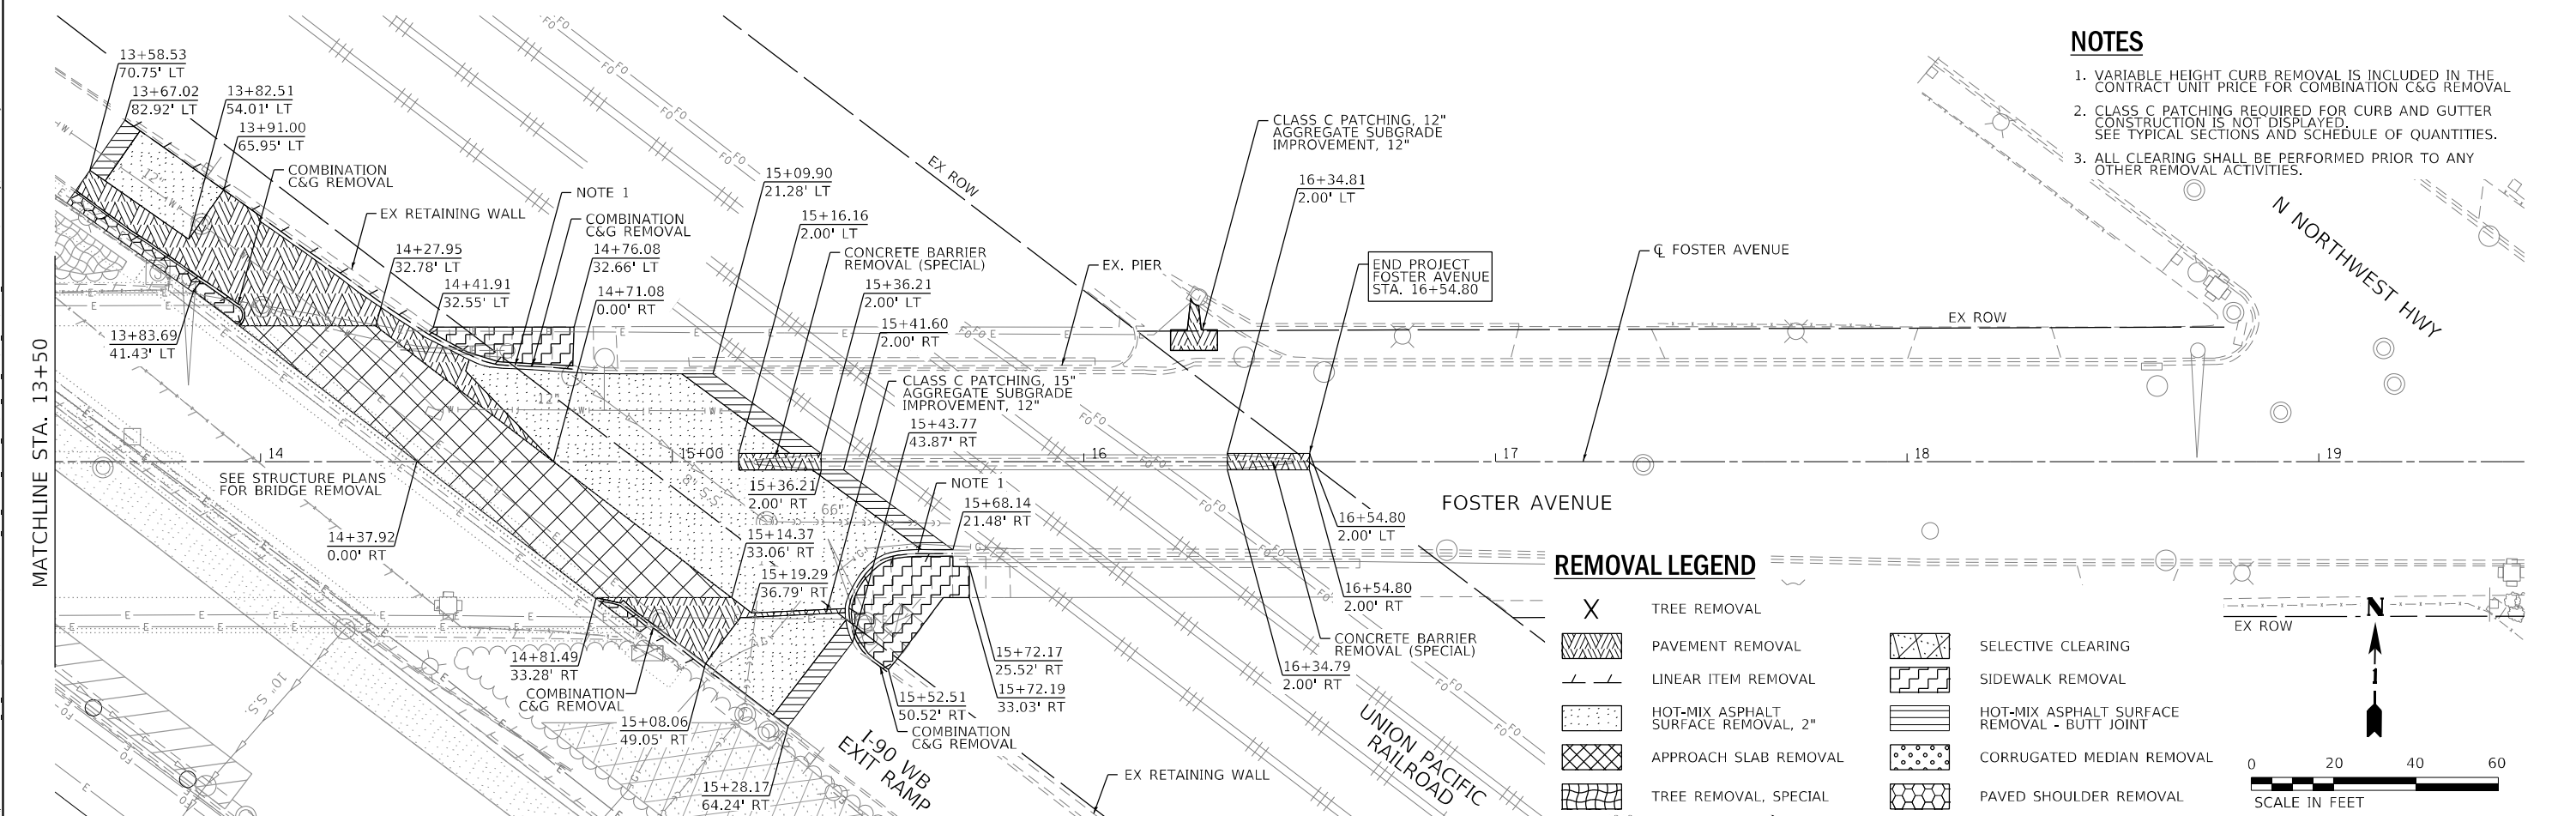 MATCHLINE STA. 13+50
13+58.53
70.75' LT
13+67.02
82.92' LT
13+82.51
54.01' LT
13+91.00
65.95' LT
COMBINATION
C&G REMOVAL
EX RETAINING WALL
NOTE 1
COMBINATION
C&G REMOVAL
14+27.95
32.78' LT
14+41.91
32.55' LT
14+76.08
32.66' LT
14+71.08
0.00' RT
13+83.69
41.43' LT
12"
12"
15+09.90
21.28' LT
15+16.16
2.00' LT
CONCRETE BARRIER
REMOVAL (SPECIAL)
15+36.21
2.00' LT
15+41.60
2.00' RT
CLASS C PATCHING, 15"
AGGREGATE SUBGRADE
IMPROVEMENT, 12"
15+43.77
43.87' RT
EX. PIER
EX ROW
CLASS C PATCHING, 12"
AGGREGATE SUBGRADE
IMPROVEMENT, 12"
16+34.81
2.00' LT
END PROJECT
FOSTER AVENUE
STA. 16+54.80
℄ FOSTER AVENUE
EX ROW
N NORTHWEST HWY
NOTES
1. VARIABLE HEIGHT CURB REMOVAL IS INCLUDED IN THE
CONTRACT UNIT PRICE FOR COMBINATION C&G REMOVAL
2. CLASS C PATCHING REQUIRED FOR CURB AND GUTTER
CONSTRUCTION IS NOT DISPLAYED.
SEE TYPICAL SECTIONS AND SCHEDULE OF QUANTITIES.
3. ALL CLEARING SHALL BE PERFORMED PRIOR TO ANY
OTHER REMOVAL ACTIVITIES.
14
15+00
16
17
18
19
SEE STRUCTURE PLANS
FOR BRIDGE REMOVAL
14+37.92
0.00' RT
8" S.S.
66"
15+36.21
2.00' RT
NOTE 1
15+68.14
21.48' RT
15+14.37
33.06' RT
15+19.29
36.79' RT
14+81.49
33.28' RT
COMBINATION
C&G REMOVAL
15+08.06
49.05' RT
15+28.17
64.24' RT
10" S.S.
15+72.17
25.52' RT
15+72.19
33.03' RT
15+52.51
50.52' RT
COMBINATION
C&G REMOVAL
I-90 WB
EXIT RAMP
EX RETAINING WALL
UNION PACIFIC
RAILROAD
FOSTER AVENUE
16+54.80
2.00' LT
16+54.80
2.00' RT
CONCRETE BARRIER
REMOVAL (SPECIAL)
16+34.79
2.00' RT
REMOVAL LEGEND
X TREE REMOVAL
PAVEMENT REMOVAL
LINEAR ITEM REMOVAL
HOT-MIX ASPHALT
SURFACE REMOVAL, 2"
APPROACH SLAB REMOVAL
TREE REMOVAL, SPECIAL
SELECTIVE CLEARING
SIDEWALK REMOVAL
HOT-MIX ASPHALT SURFACE
REMOVAL - BUTT JOINT
CORRUGATED MEDIAN REMOVAL
PAVED SHOULDER REMOVAL
EX ROW
N
0 20 40 60
SCALE IN FEET